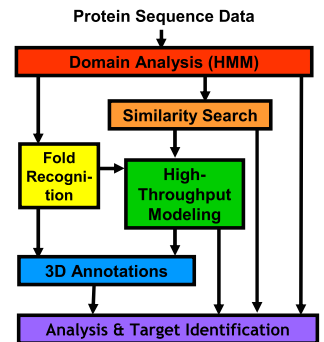 Protein Sequence Data
Domain Analysis (HMM)
Similarity Search
Fold
Recogni-
tion
High-
Throughput
Modeling
3D Annotations
Analysis & Target Identification